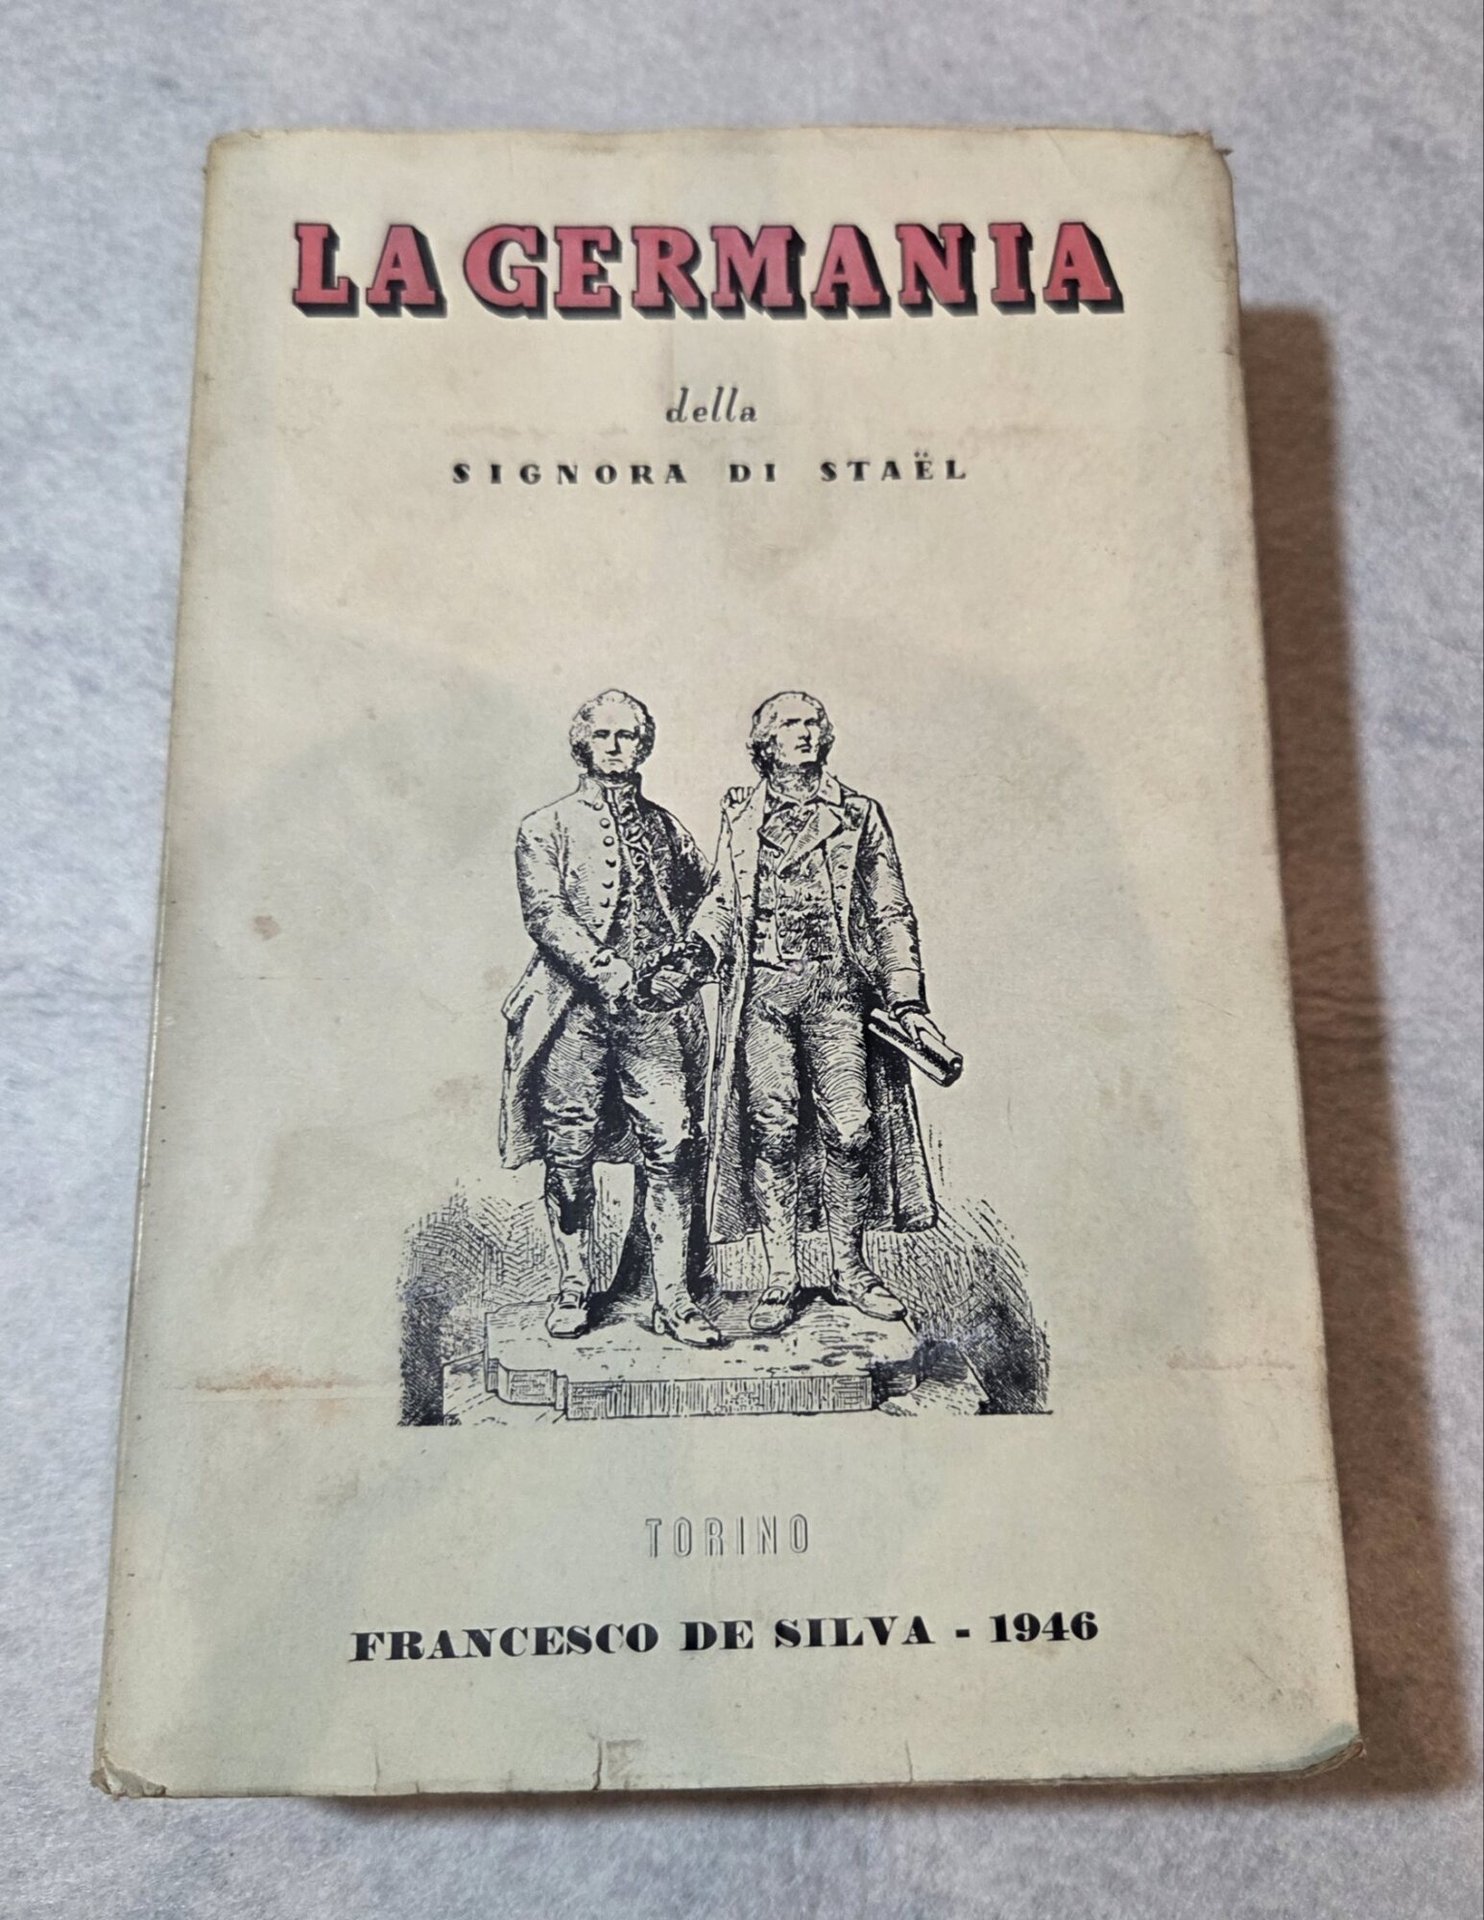 LA GERMANIA
della
SIGNORA DI STAËL
TORINO
FRANCESCO DE SILVA - 1946